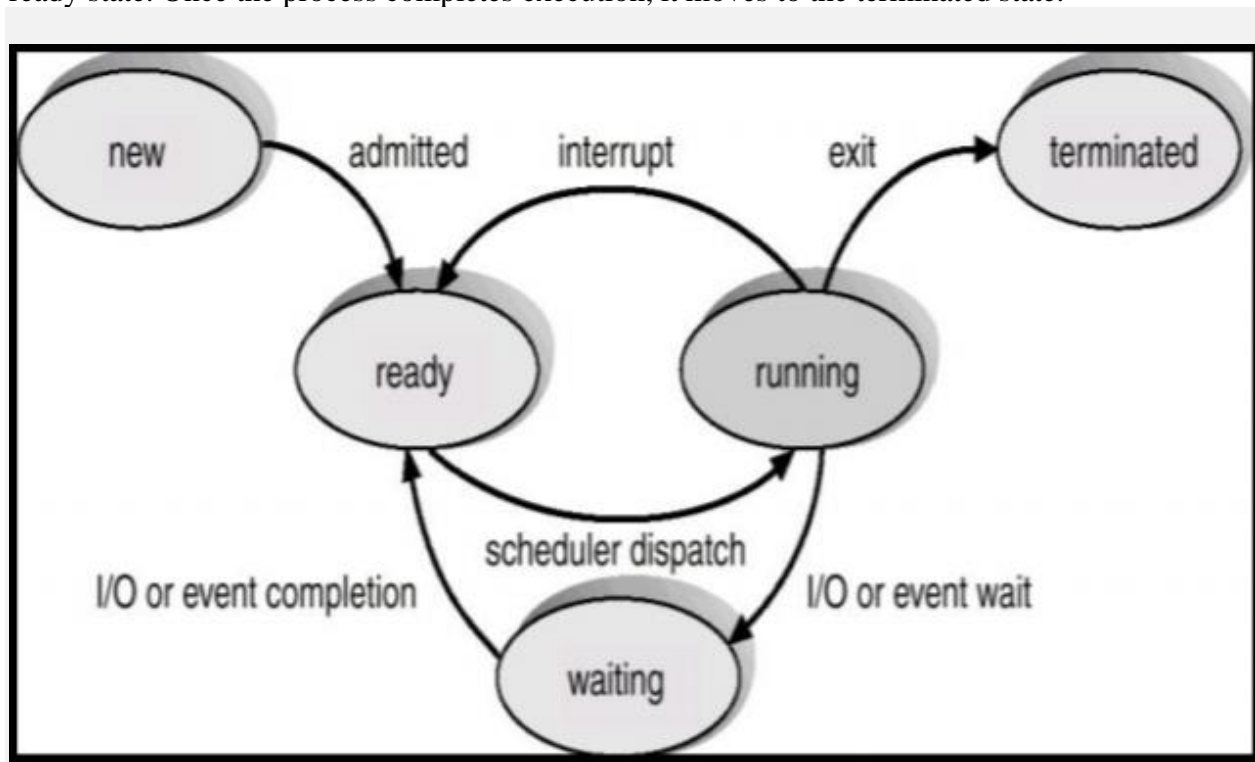 ready state. Once the process completes execution, it moves to the terminated state.
new
admitted
interrupt
exit
terminated
ready
running
scheduler dispatch
I/O or event completion
I/O or event wait
waiting